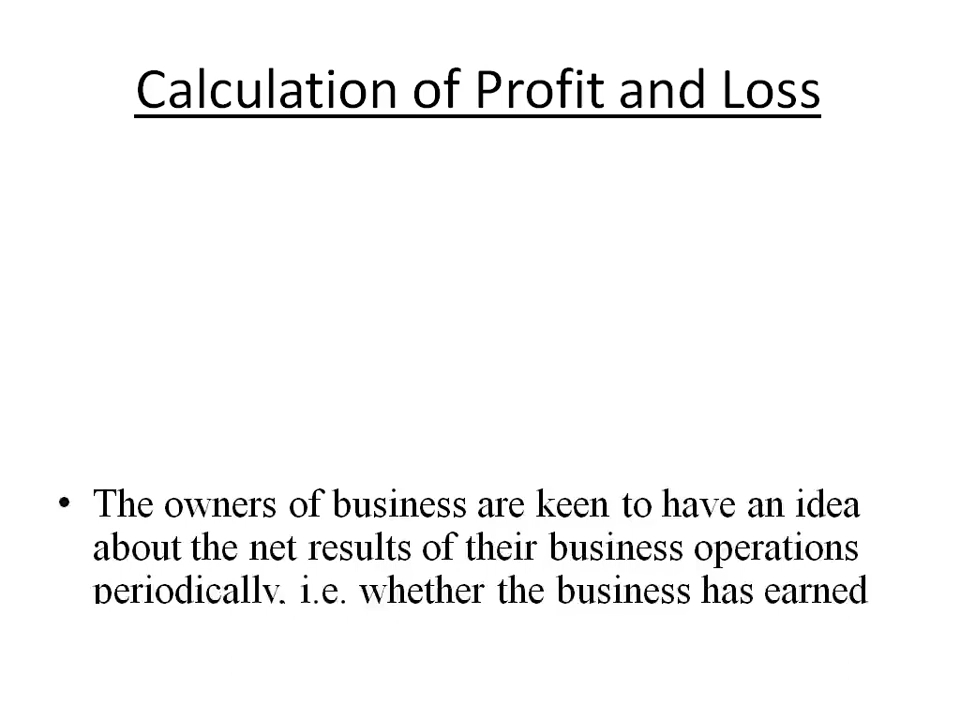 Calculation of Profit and Loss
• The owners of business are keen to have an idea
about the net results of their business operations
periodically, i.e. whether the business has earned